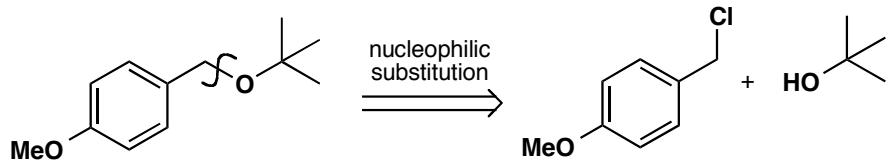 Cl
nucleophilic
substitution
O
HO
+
MeO
MeO